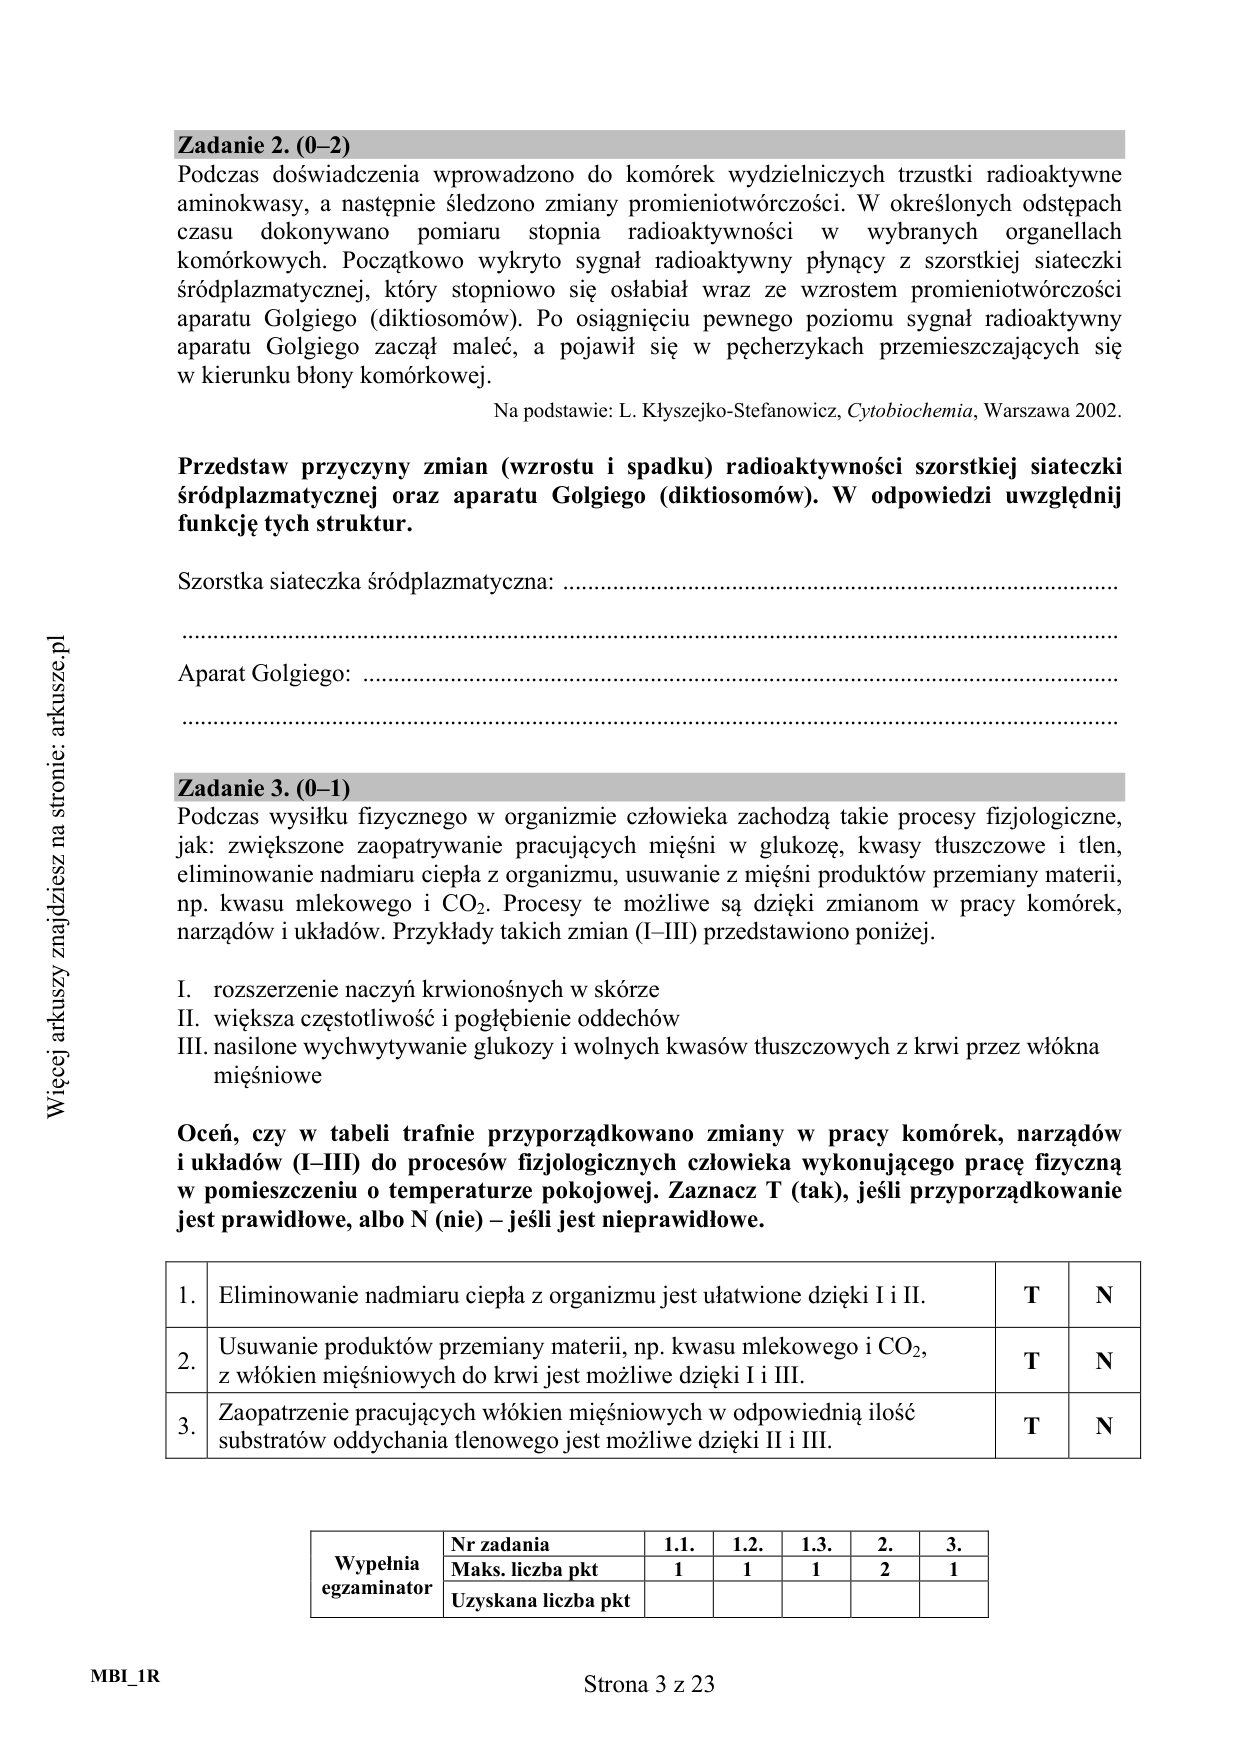 Zadanie 2. (0–2)
Podczas doświadczenia wprowadzono do komórek wydzielniczych trzustki radioaktywne
aminokwasy, a następnie śledzono zmiany promieniotwórczości. W określonych odstępach
czasu dokonywano pomiaru stopnia radioaktywności w wybranych organellach
komórkowych. Początkowo wykryto sygnał radioaktywny płynący z szorstkiej siateczki
śródplazmatycznej, który stopniowo się osłabiał wraz ze wzrostem promieniotwórczości
aparatu Golgiego (diktiosomów). Po osiągnięciu pewnego poziomu sygnał radioaktywny
aparatu Golgiego zaczął maleć, a pojawił się w pęcherzykach przemieszczających się
w kierunku błony komórkowej.
Na podstawie: L. Kłyszejko-Stefanowicz, Cytobiochemia, Warszawa 2002.
Przedstaw przyczyny zmian (wzrostu i spadku) radioaktywności szorstkiej siateczki
śródplazmatycznej oraz aparatu Golgiego (diktiosomów). W odpowiedzi uwzględnij
funkcję tych struktur.
Szorstka siateczka śródplazmatyczna: .........................................................................................
......................................................................................................................................................
Aparat Golgiego: .........................................................................................................................
......................................................................................................................................................
Zadanie 3. (0–1)
Podczas wysiłku fizycznego w organizmie człowieka zachodzą takie procesy fizjologiczne,
jak: zwiększone zaopatrywanie pracujących mięśni w glukozę, kwasy tłuszczowe i tlen,
eliminowanie nadmiaru ciepła z organizmu, usuwanie z mięśni produktów przemiany materii,
np. kwasu mlekowego i CO₂. Procesy te możliwe są dzięki zmianom w pracy komórek,
narządów i układów. Przykłady takich zmian (I–III) przedstawiono poniżej.
I. rozszerzenie naczyń krwionośnych w skórze
II. większa częstotliwość i pogłębienie oddechów
III. nasilone wychwytywanie glukozy i wolnych kwasów tłuszczowych z krwi przez włókna
mięśniowe
Oceń, czy w tabeli trafnie przyporządkowano zmiany w pracy komórek, narządów
i układów (I–III) do procesów fizjologicznych człowieka wykonującego pracę fizyczną
w pomieszczeniu o temperaturze pokojowej. Zaznacz T (tak), jeśli przyporządkowanie
jest prawidłowe, albo N (nie) – jeśli jest nieprawidłowe.
1. Eliminowanie nadmiaru ciepła z organizmu jest ułatwione dzięki I i II. T N
2. Usuwanie produktów przemiany materii, np. kwasu mlekowego i CO₂,
z włókien mięśniowych do krwi jest możliwe dzięki I i III. T N
3. Zaopatrzenie pracujących włókien mięśniowych w odpowiednią ilość
substratów oddychania tlenowego jest możliwe dzięki II i III. T N
Wypełnia
egzaminator
Nr zadania 1.1. 1.2. 1.3. 2. 3.
Maks. liczba pkt 1 1 1 2 1
Uzyskana liczba pkt
MBI_1R
Strona 3 z 23
Więcej arkuszy znajdziesz na stronie: arkusze.pl